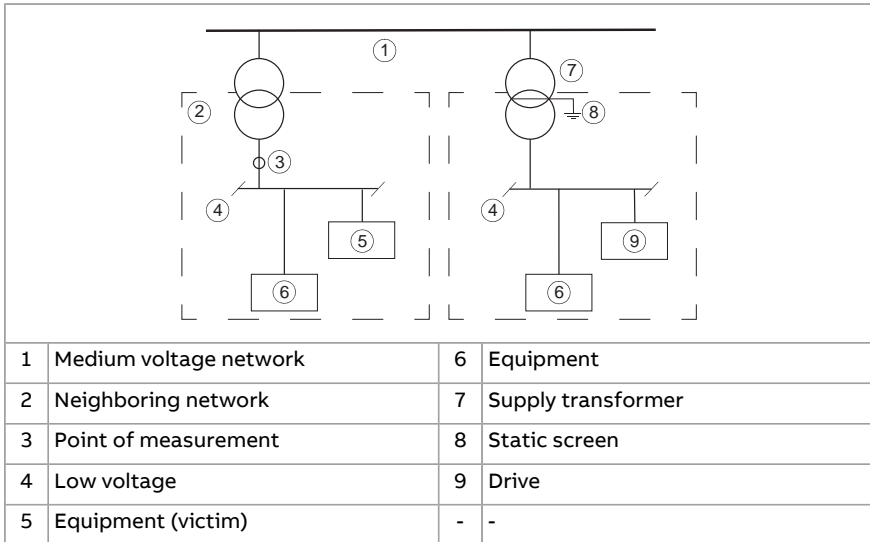 ①
⑦
②
⑧
③
④
④
⑤
⑨
⑥
⑥
1 Medium voltage network 6 Equipment
2 Neighboring network 7 Supply transformer
3 Point of measurement 8 Static screen
4 Low voltage 9 Drive
5 Equipment (victim) - -